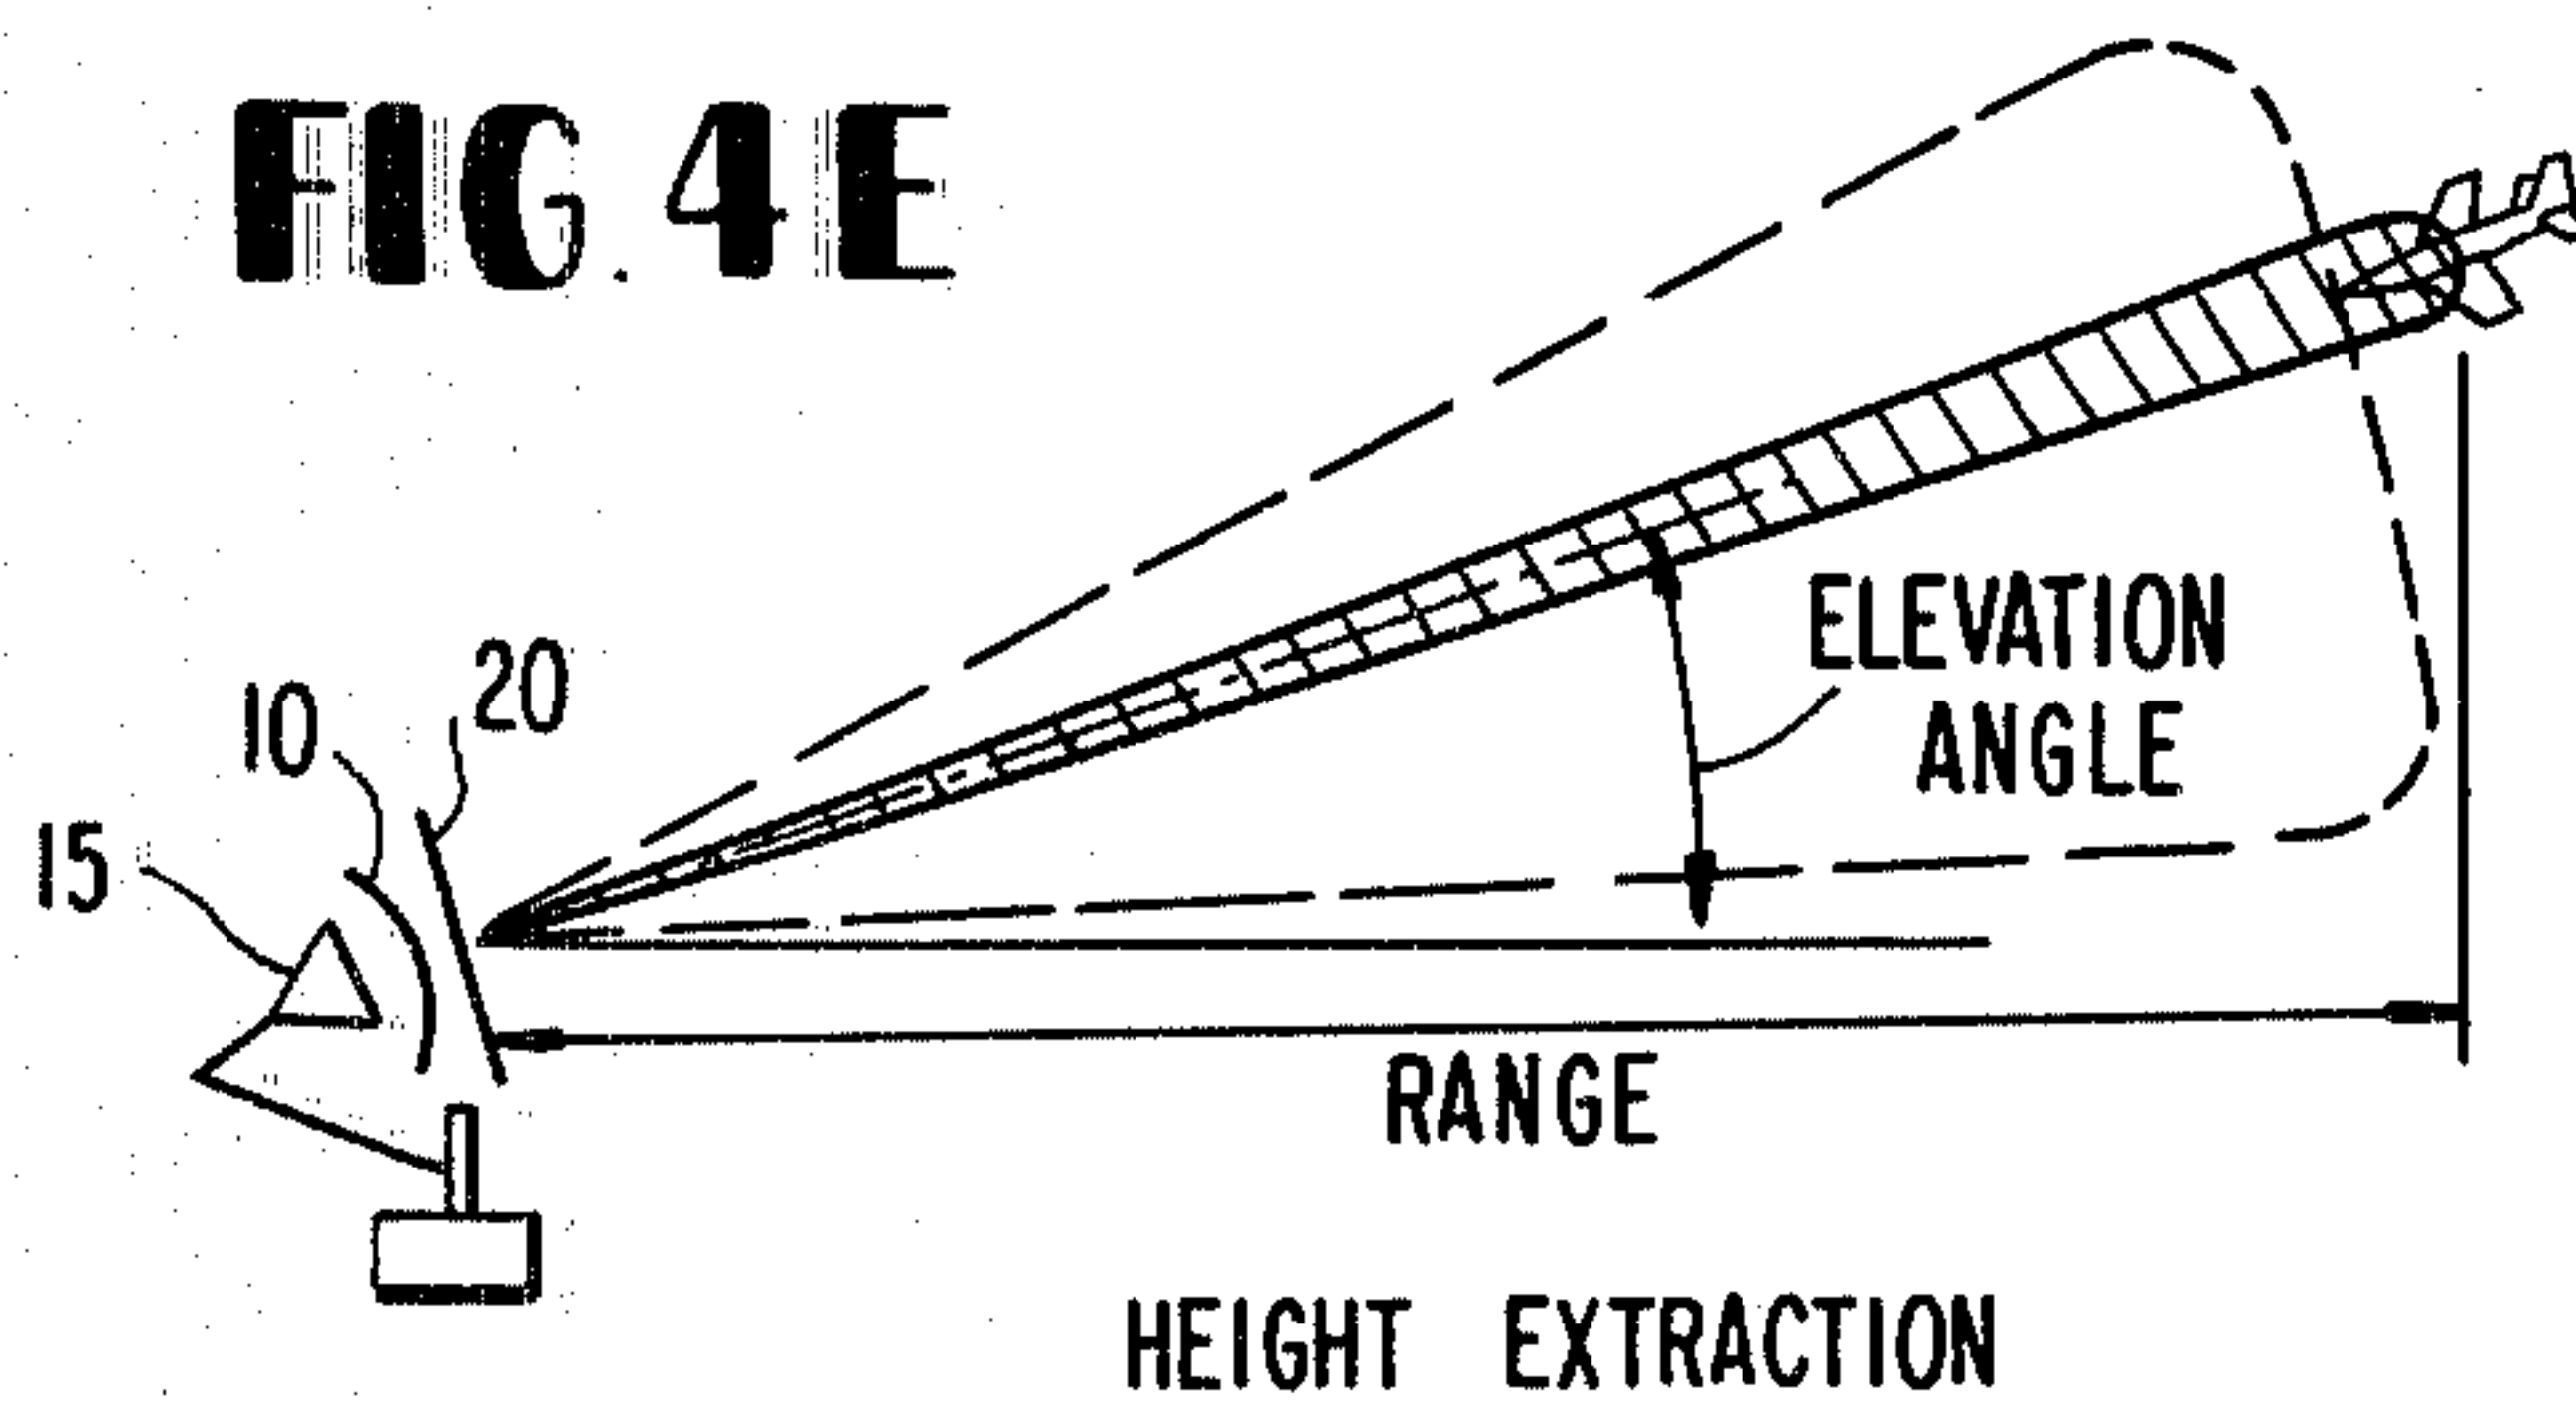 FIG. 4E
20
10
15
ELEVATION
ANGLE
RANGE
HEIGHT EXTRACTION